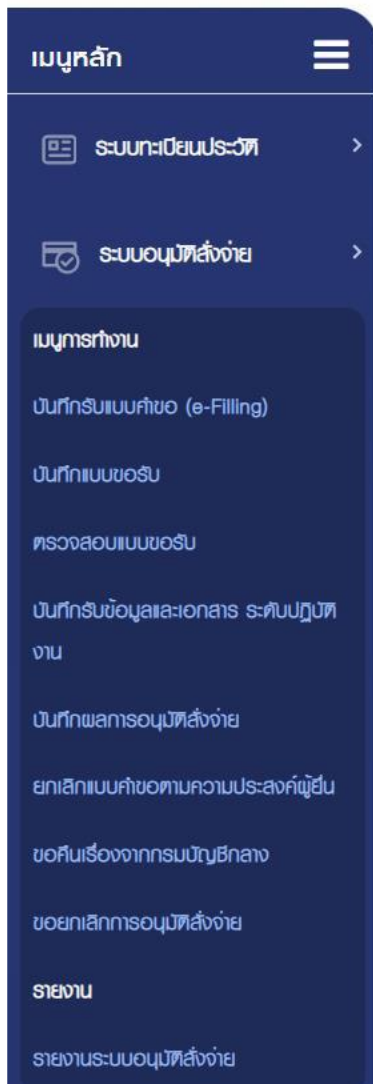 เมนูหลัก
ระบบทะเบียนประวัติ
ระบบอนุมัติสั่งจ่าย
เมนูการทำงาน
บันทึกรับแบบคำขอ (e-Filling)
บันทึกแบบขอรับ
ตรวจสอบแบบขอรับ
บันทึกรับข้อมูลและเอกสาร ระดับปฏิบัติ
งาน
บันทึกผลการอนุมัติสั่งจ่าย
ยกเลิกแบบคำขอตามความประสงค์ผู้ยื่น
ขอคืนเรื่องจากกรมบัญชีกลาง
ขอยกเลิกการอนุมัติสั่งจ่าย
รายงาน
รายงานระบบอนุมัติสั่งจ่าย